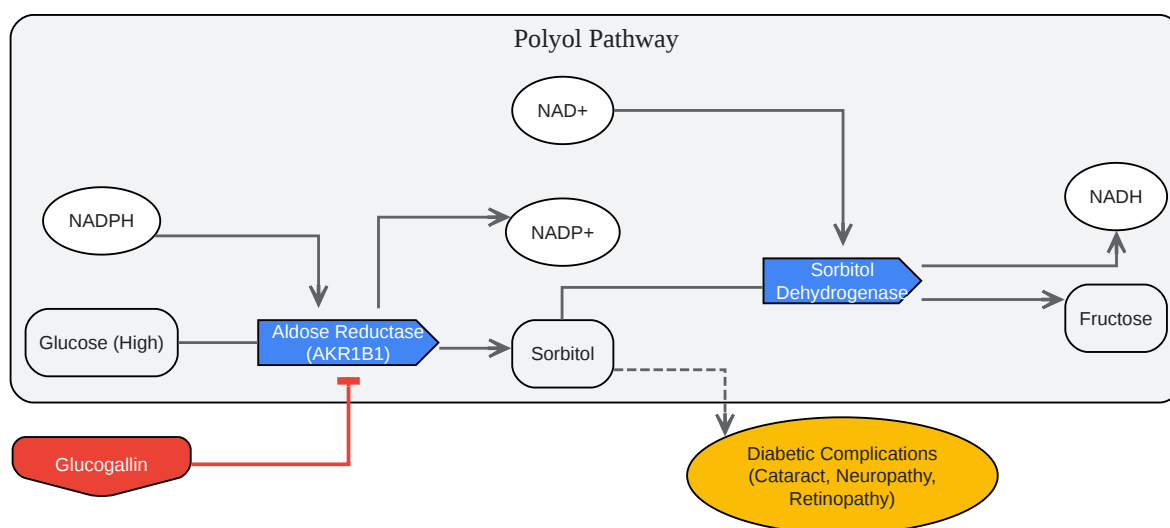 Polyol Pathway
NAD+
NADPH
NADP+
NADH
Sorbitol
Dehydrogenase
Glucose (High)
Aldose Reductase
(AKR1B1)
Sorbitol
Fructose
Glucogallin
Diabetic Complications
(Cataract, Neuropathy,
Retinopathy)